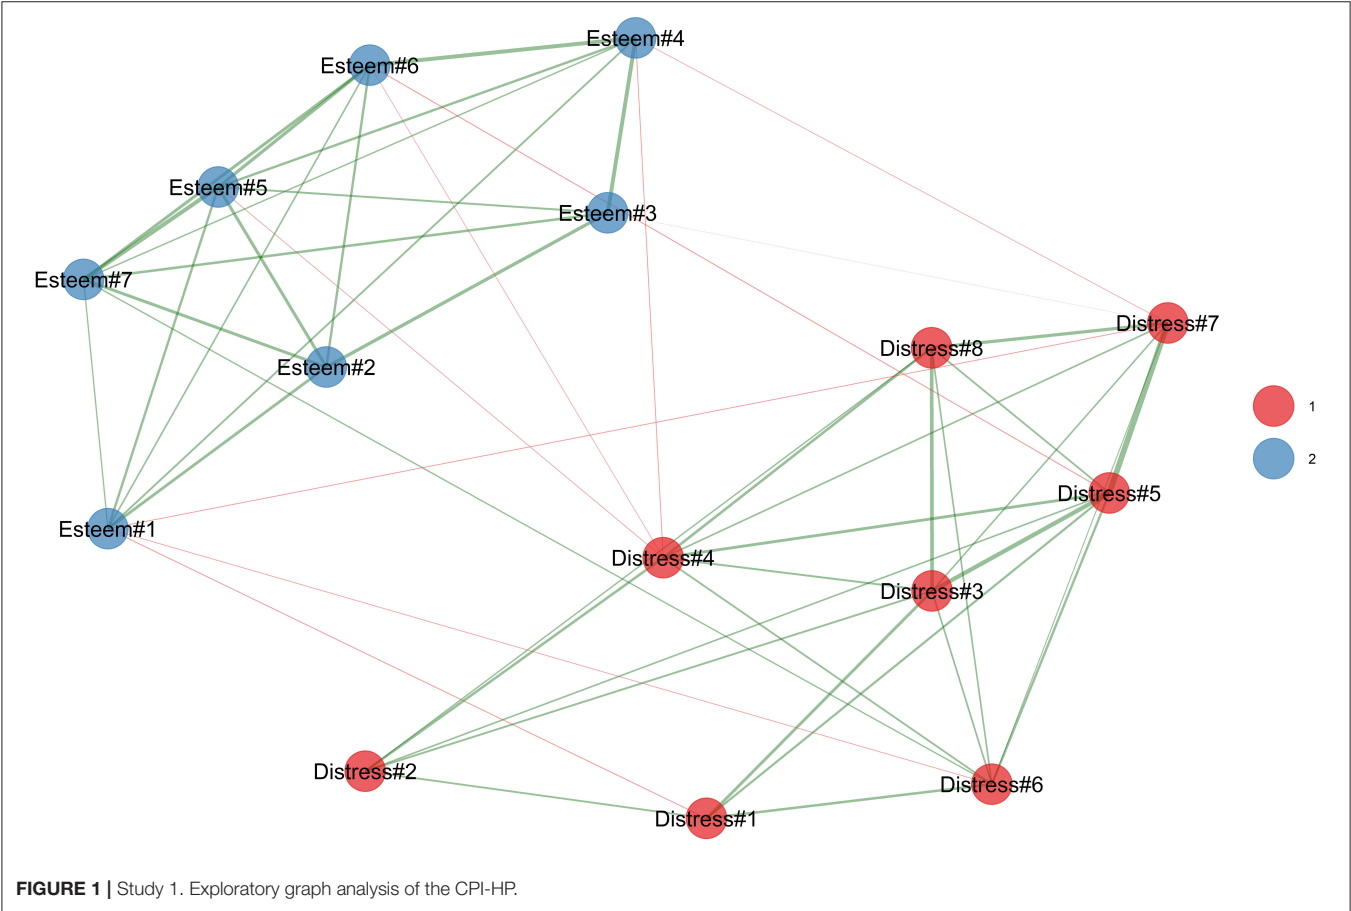 Esteem#4
Esteem#6
Esteem#5
Esteem#3
Esteem#7
Distress#7
Distress#8
Esteem#2
1
2
Distress#5
Esteem#1
Distress#4
Distress#3
Distress#2
Distress#6
Distress#1
FIGURE 1 | Study 1. Exploratory graph analysis of the CPI-HP.